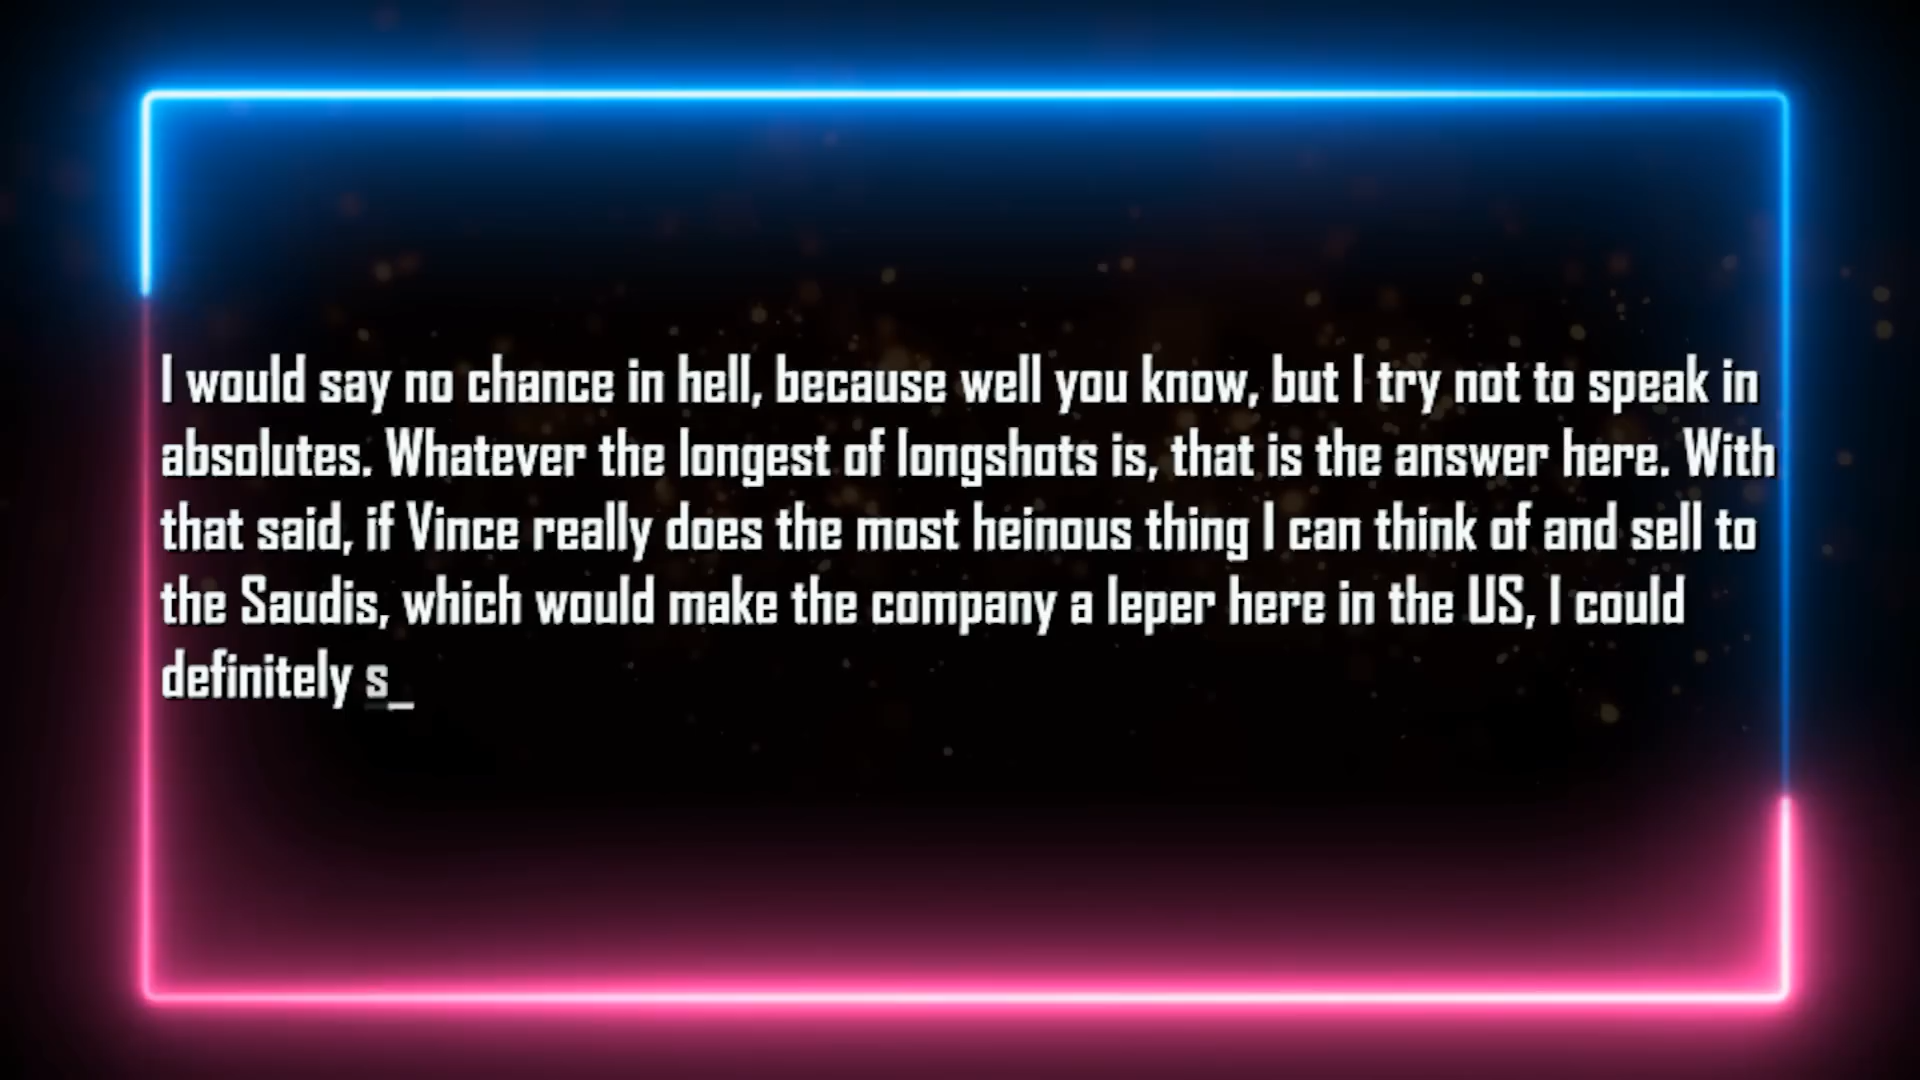 I would say no chance in hell, because well you know, but I try not to speak in
absolutes. Whatever the longest of longshots is, that is the answer here. With
that said, if Vince really does the most heinous thing I can think of and sell to
the Saudis, which would make the company a leper here in the US, I could
definitely s_